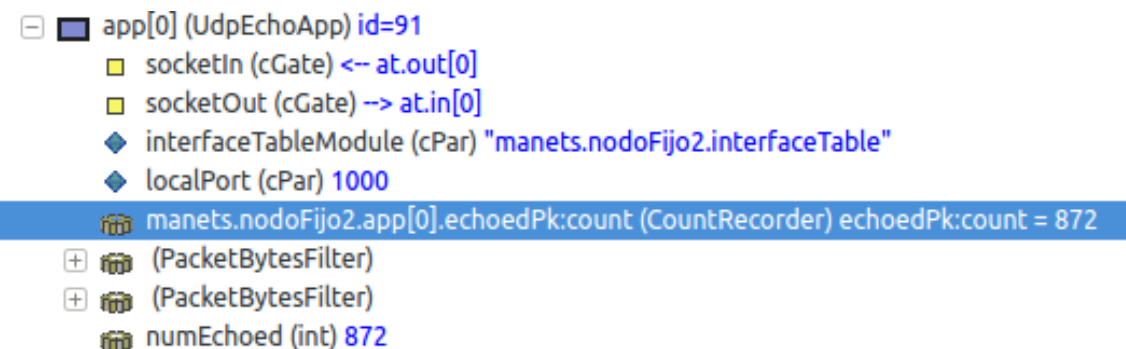 app[0] (UdpEchoApp) id=91
socketIn (cGate) <-- at.out[0]
socketOut (cGate) --> at.in[0]
interfaceTableModule (cPar) "manets.nodoFijo2.interfaceTable"
localPort (cPar) 1000
manets.nodoFijo2.app[0].echoedPk:count (CountRecorder) echoedPk:count = 872
(PacketBytesFilter)
(PacketBytesFilter)
numEchoed (int) 872